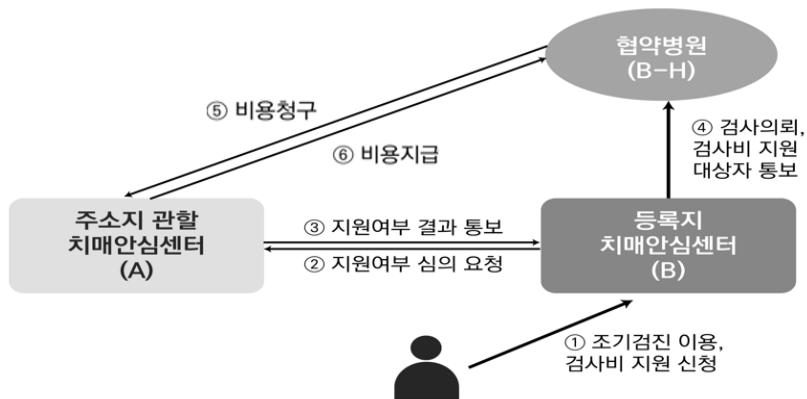 협약병원
(B-H)
⑤ 비용청구
⑥ 비용지급
④ 검사의뢰,
검사비 지원
대상자 통보
주소지 관할
치매안심센터
(A)
③ 지원여부 결과 통보
② 지원여부 심의 요청
등록지
치매안심센터
(B)
① 조기검진 이용,
검사비 지원 신청